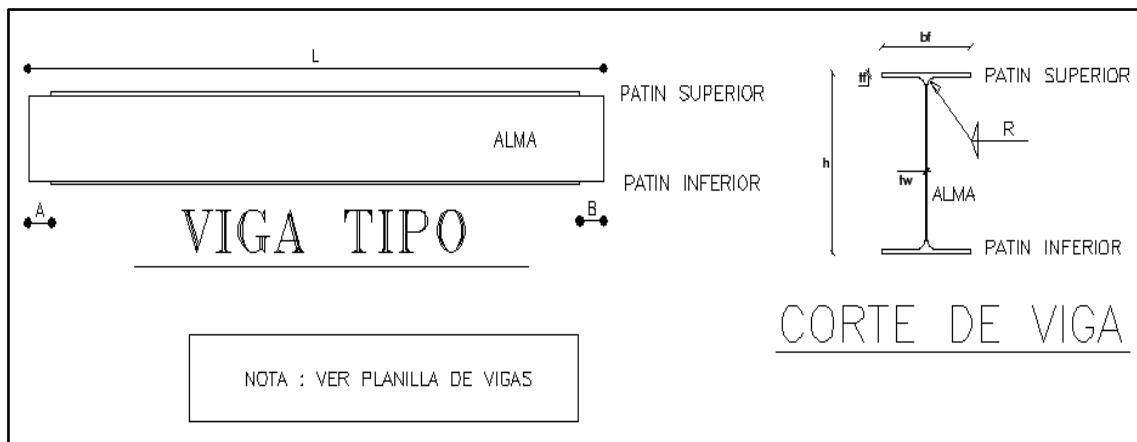 L
PATIN SUPERIOR
ALMA
PATIN INFERIOR
A
B
VIGA TIPO
NOTA : VER PLANILLA DE VIGAS
bf
tf
PATIN SUPERIOR
R
h
tw
ALMA
PATIN INFERIOR
CORTE DE VIGA